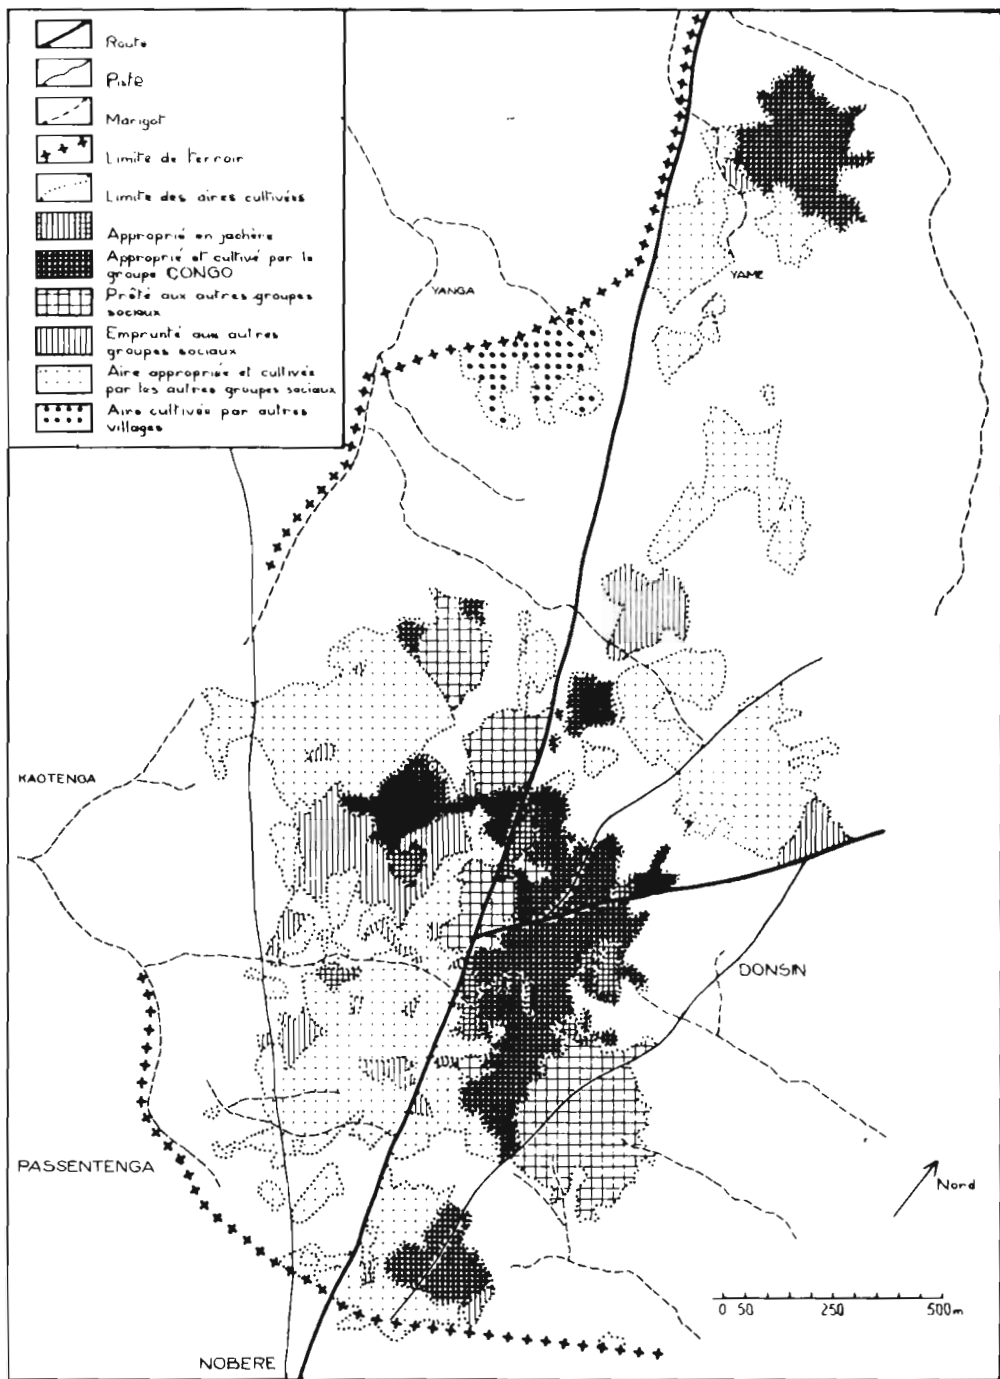 Route
Piste
Marigot
Limite de terroir
Limite des aires cultivées
Approprié en jachère
Approprié et cultivé par le
groupe CONGO
Prêté aux autres groupes
sociaux
Emprunté aux autres
groupes sociaux
Aire appropriée et cultivée
par les autres groupes sociaux
Aire cultivée par autres
villages
YANGA
YAME
KAOTENGA
DONSIN
PASSENTENGA
Nord
0 50 250 500m
NOBERE